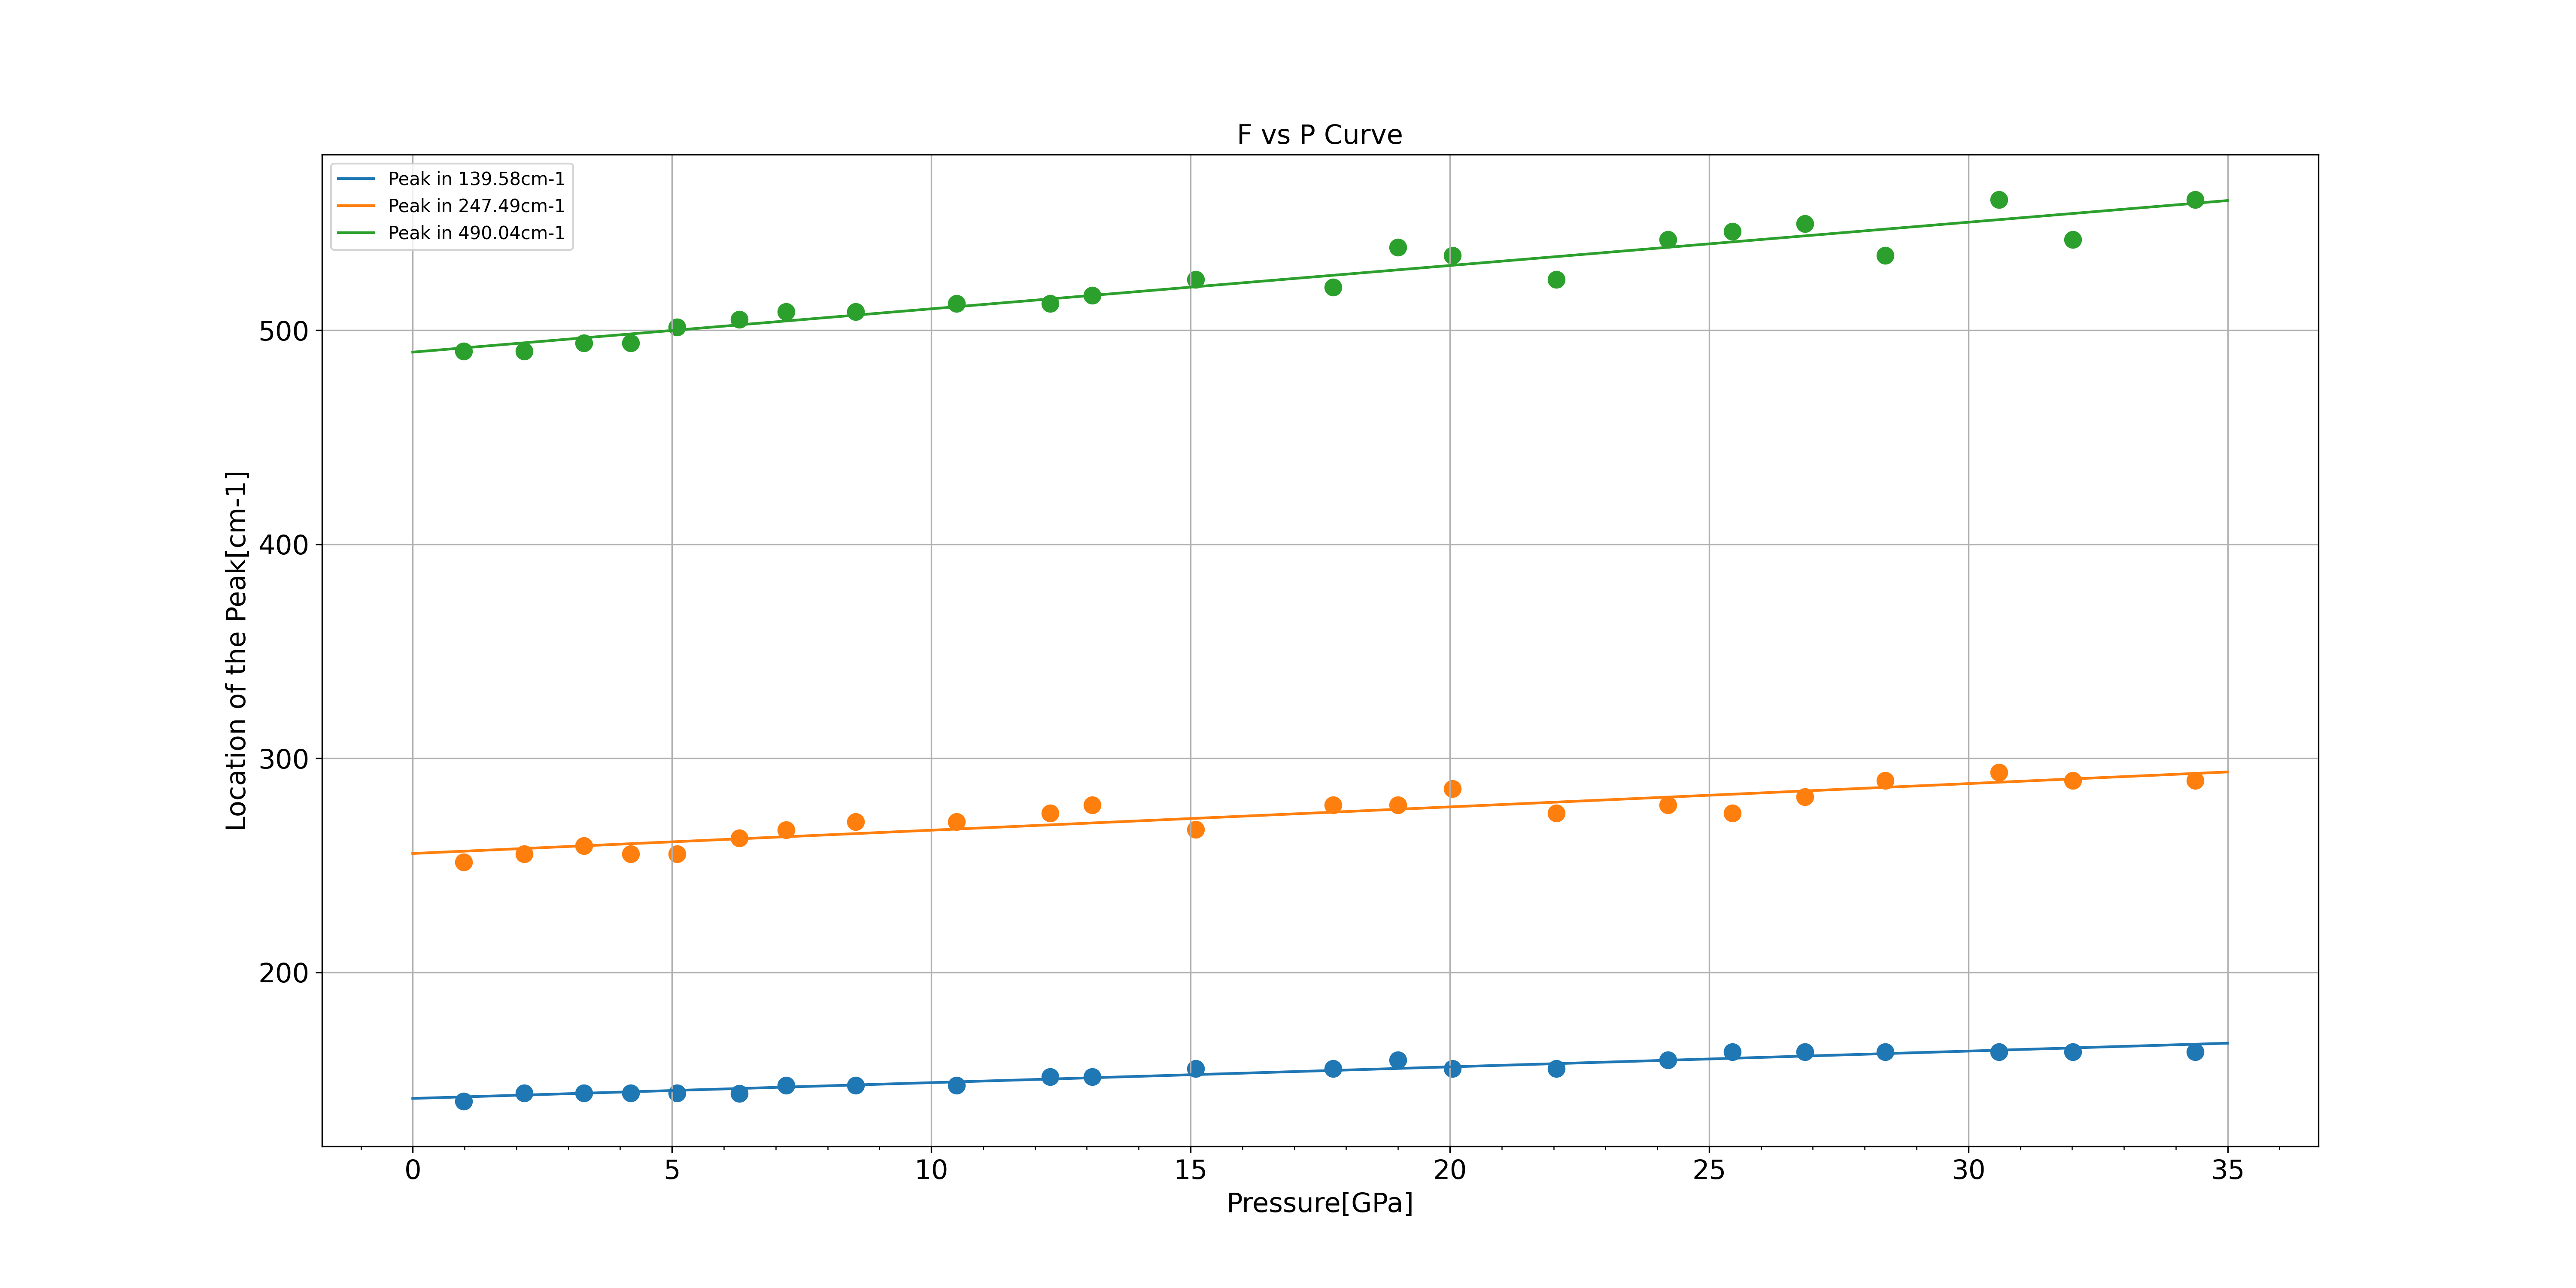 F vs P Curve
Peak in 139.58cm-1
Peak in 247.49cm-1
Peak in 490.04cm-1
Location of the Peak[cm-1]
500
400
300
200
0 5 10 15 20 25 30 35
Pressure[GPa]